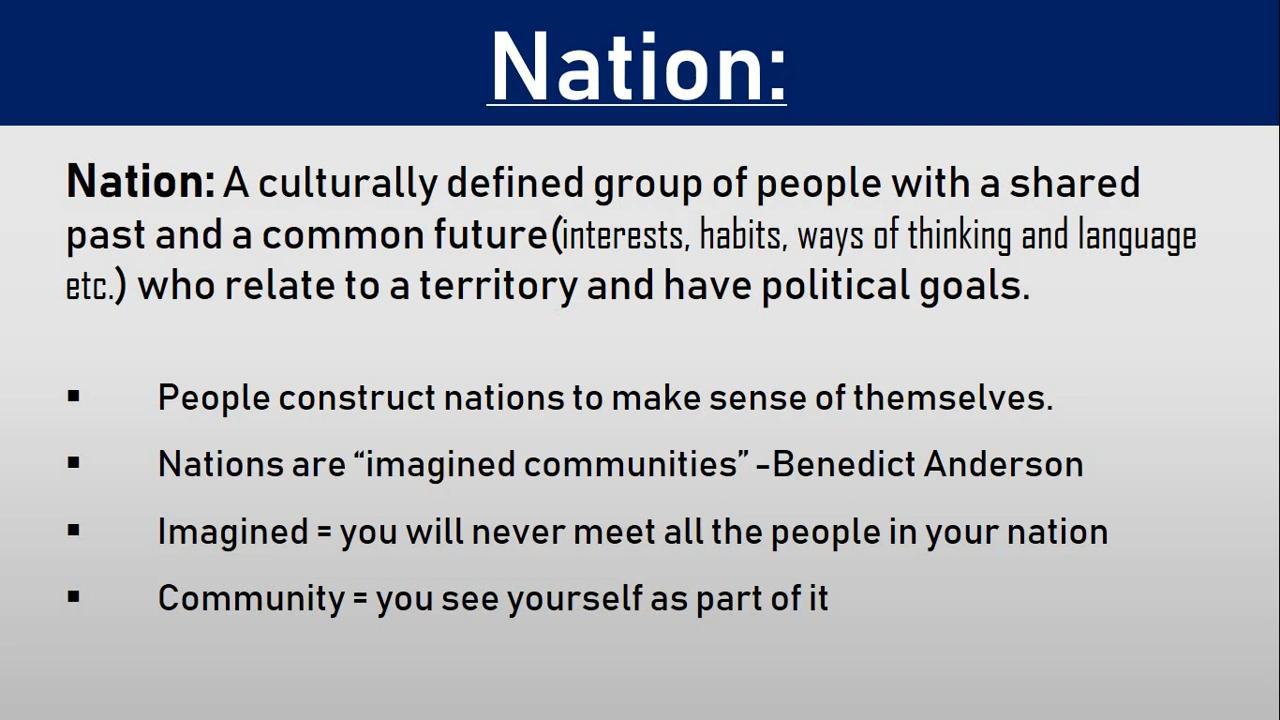 Nation:
Nation: A culturally defined group of people with a shared
past and a common future(interests, habits, ways of thinking and language
etc.) who relate to a territory and have political goals.
▪ People construct nations to make sense of themselves.
▪ Nations are “imagined communities” -Benedict Anderson
▪ Imagined = you will never meet all the people in your nation
▪ Community = you see yourself as part of it